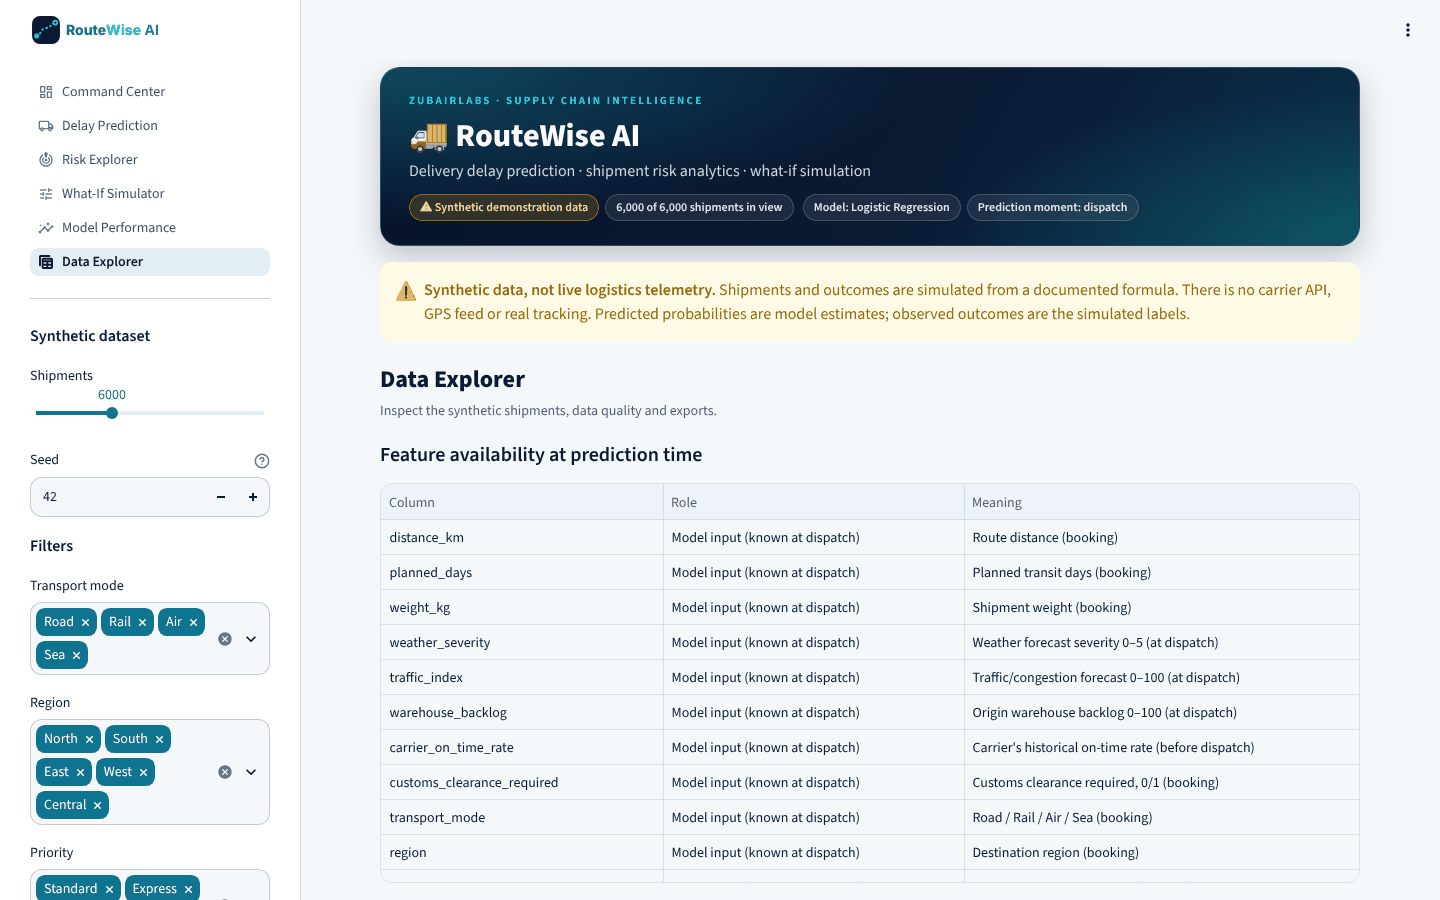 RouteWise AI
Command Center
Delay Prediction
Risk Explorer
What-If Simulator
Model Performance
Data Explorer
Synthetic dataset
Shipments
6000
Seed
42
Filters
Transport mode
Road
Rail
Air
Sea
Region
North
South
East
West
Central
Priority
Standard
Express
ZUBAIRLABS · SUPPLY CHAIN INTELLIGENCE
RouteWise AI
Delivery delay prediction · shipment risk analytics · what-if simulation
Synthetic demonstration data
6,000 of 6,000 shipments in view
Model: Logistic Regression
Prediction moment: dispatch
Synthetic data, not live logistics telemetry. Shipments and outcomes are simulated from a documented formula. There is no carrier API,
GPS feed or real tracking. Predicted probabilities are model estimates; observed outcomes are the simulated labels.
Data Explorer
Inspect the synthetic shipments, data quality and exports.
Feature availability at prediction time
Column Role Meaning
distance_km Model input (known at dispatch) Route distance (booking)
planned_days Model input (known at dispatch) Planned transit days (booking)
weight_kg Model input (known at dispatch) Shipment weight (booking)
weather_severity Model input (known at dispatch) Weather forecast severity 0–5 (at dispatch)
traffic_index Model input (known at dispatch) Traffic/congestion forecast 0–100 (at dispatch)
warehouse_backlog Model input (known at dispatch) Origin warehouse backlog 0–100 (at dispatch)
carrier_on_time_rate Model input (known at dispatch) Carrier's historical on-time rate (before dispatch)
customs_clearance_required Model input (known at dispatch) Customs clearance required, 0/1 (booking)
transport_mode Model input (known at dispatch) Road / Rail / Air / Sea (booking)
region Model input (known at dispatch) Destination region (booking)